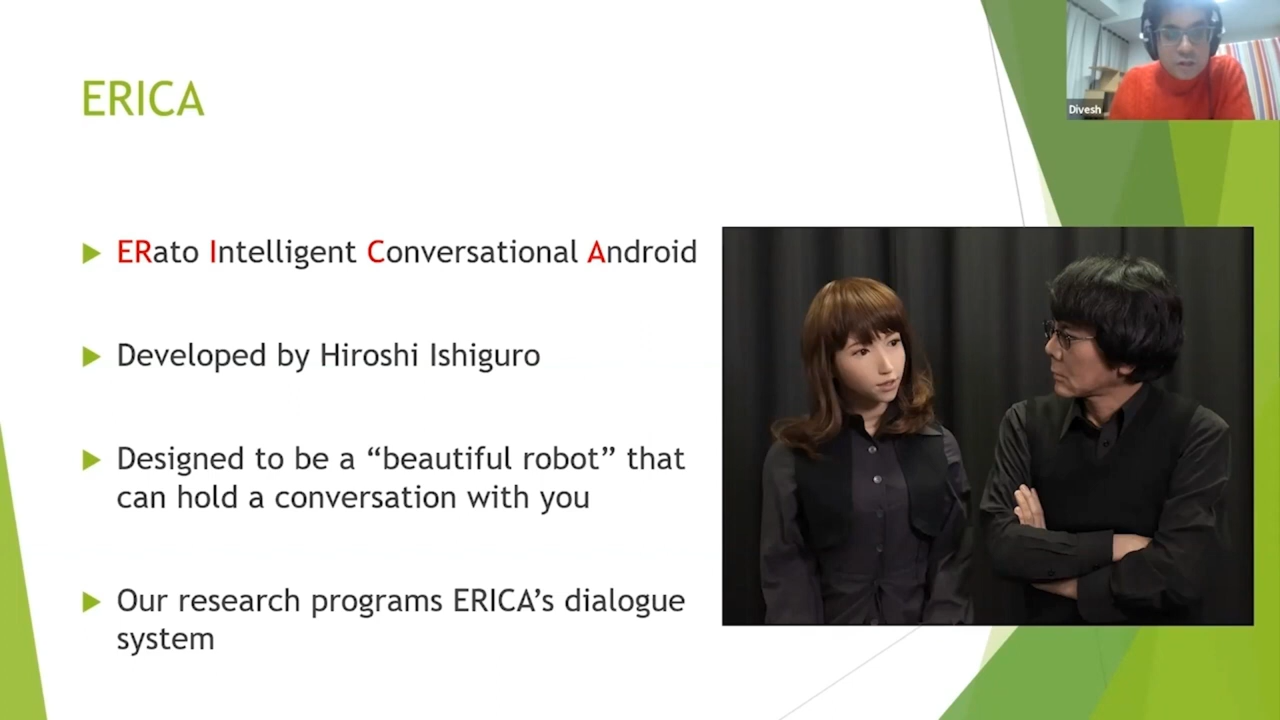 ERICA
Divesh
ERato Intelligent Conversational Android
Developed by Hiroshi Ishiguro
Designed to be a “beautiful robot” that
can hold a conversation with you
Our research programs ERICA’s dialogue
system